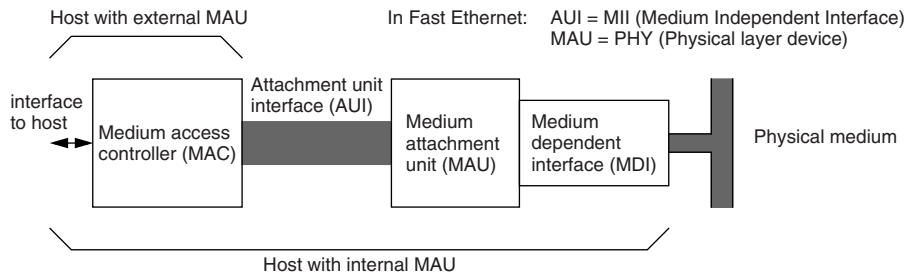 Host with external MAU
In Fast Ethernet: AUI = MII (Medium Independent Interface)
MAU = PHY (Physical layer device)
interface
to host
Medium access
controller (MAC)
Attachment unit
interface (AUI)
Medium
attachment
unit (MAU)
Medium
dependent
interface (MDI)
Physical medium
Host with internal MAU